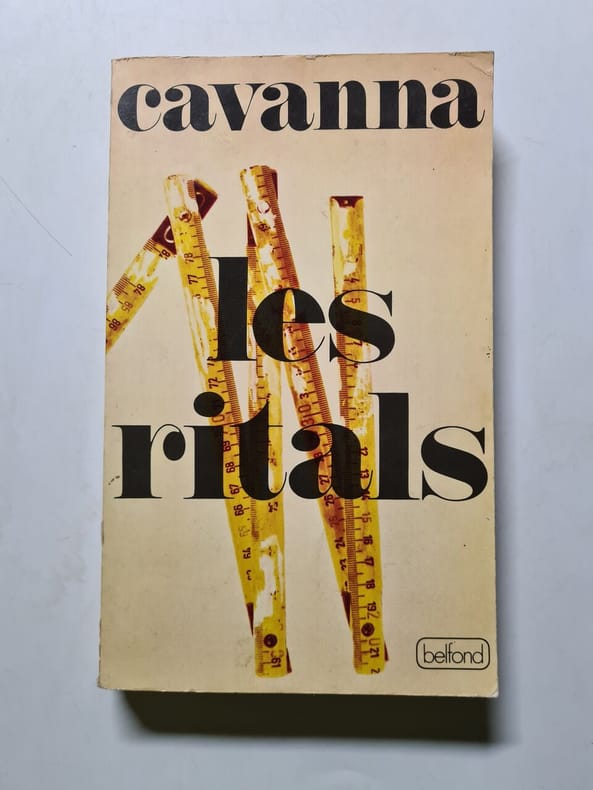 cavanna
les
ritals
belfond